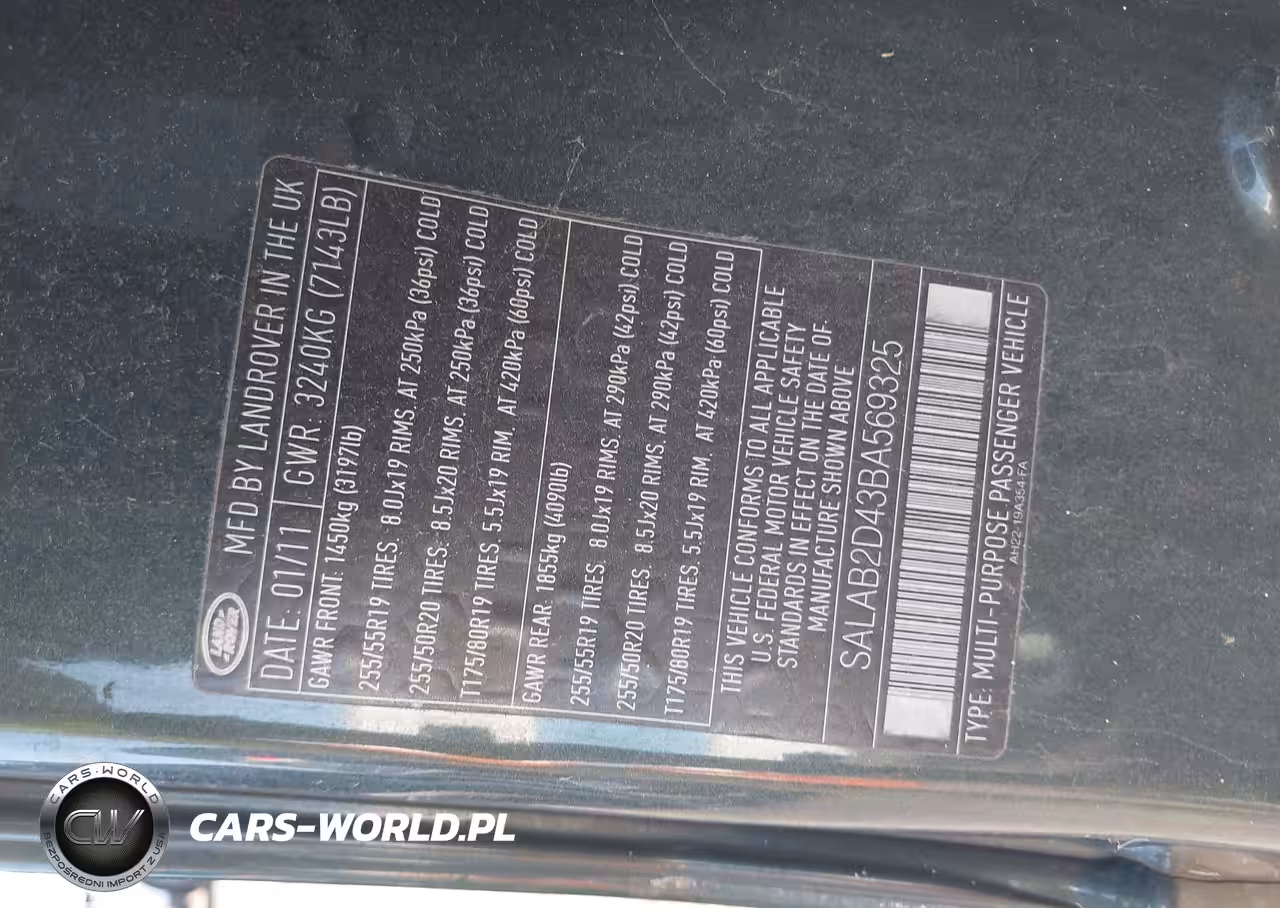 LAND-
ROVER
MFD BY LANDROVER IN THE UK
DATE: 01/11 GWR: 3240KG (7143LB)
GAWR FRONT: 1450kg (3197lb)
255/55R19 TIRES. 8.0Jx19 RIMS. AT 250kPa (36psi) COLD
255/50R20 TIRES. 8.5Jx20 RIMS. AT 250kPa (36psi) COLD
T175/80R19 TIRES. 5.5Jx19 RIM. AT 420kPa (60psi) COLD
GAWR REAR: 1855kg (4090lb)
255/55R19 TIRES. 8.0Jx19 RIMS. AT 290kPa (42psi) COLD
255/50R20 TIRES. 8.5Jx20 RIMS. AT 290kPa (42psi) COLD
T175/80R19 TIRES. 5.5Jx19 RIM. AT 420kPa (60psi) COLD
THIS VEHICLE CONFORMS TO ALL APPLICABLE
U.S. FEDERAL MOTOR VEHICLE SAFETY
STANDARDS IN EFFECT ON THE DATE OF
MANUFACTURE SHOWN ABOVE
SALAB2D43BA569325
TYPE: MULTI-PURPOSE PASSENGER VEHICLE
AH22-19A354-FA
CARS-WORLD
CW
BEZPOŚREDNI IMPORT Z USA
CARS-WORLD.PL